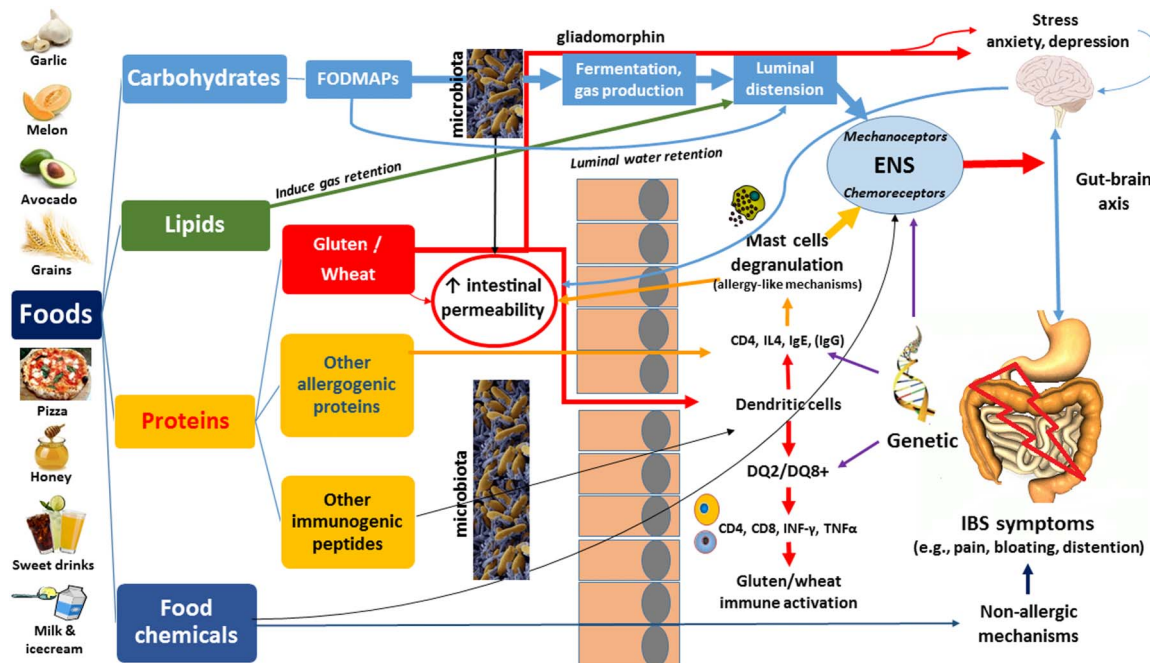 Garlic
Melon
Avocado
Grains
Foods
Pizza
Honey
Sweet drinks
Milk &
icecream
Carbohydrates
FODMAPs
microbiota
Fermentation,
gas production
Luminal
distension
gliadomorphin
Stress
anxiety, depression
Induce gas retention
Luminal water retention
Mechanoceptors
ENS
Chemoreceptors
Gut-brain
axis
Lipids
Gluten /
Wheat
↑ intestinal
permeability
Mast cells
degranulation
(allergy-like mechanisms)
Proteins
Other
allergogenic
proteins
CD4, IL4, IgE, (IgG)
Dendritic cells
Genetic
DQ2/DQ8+
Other
immunogenic
peptides
microbiota
CD4, CD8, INF-γ, TNFα
Gluten/wheat
immune activation
IBS symptoms
(e.g., pain, bloating, distention)
Food
chemicals
Non-allergic
mechanisms